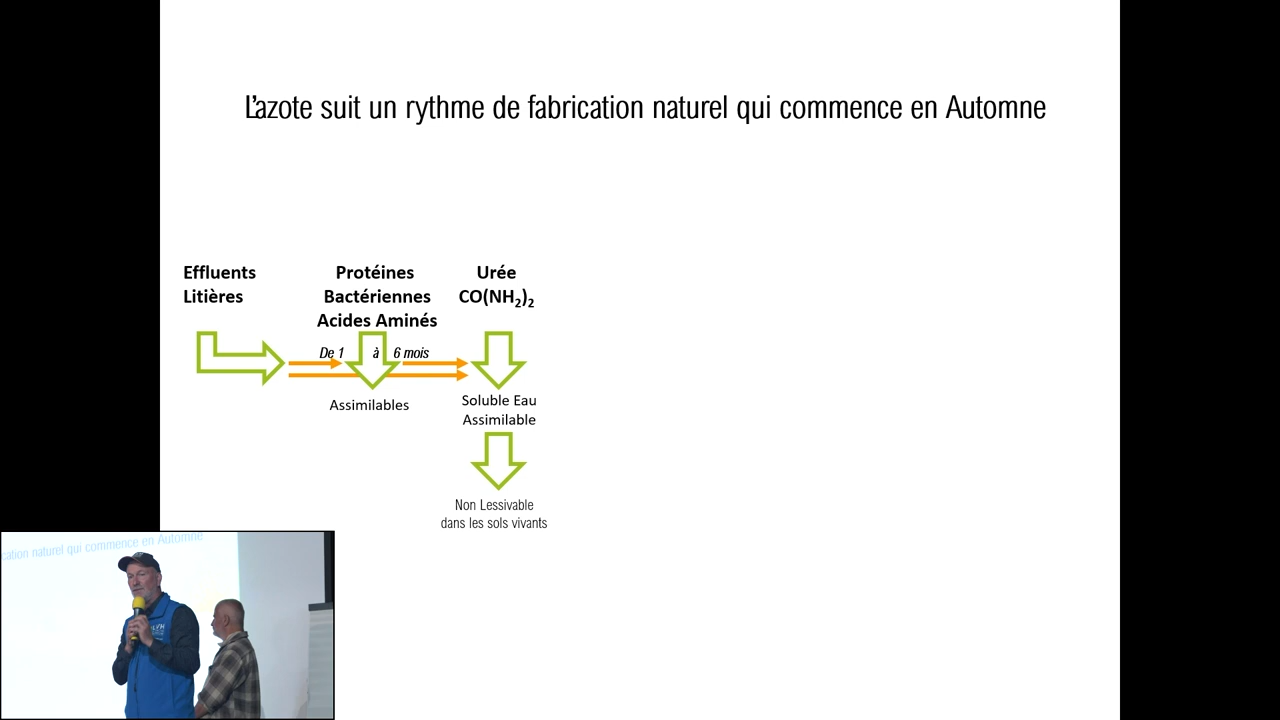 L'azote suit un rythme de fabrication naturel qui commence en Automne
Effluents
Litières
Protéines
Bactériennes
Acides Aminés
Urée
CO(NH₂)₂
De 1 à 6 mois
Assimilables
Soluble Eau
Assimilable
Non Lessivable
dans les sols vivants
cation naturel qui commence en Automne